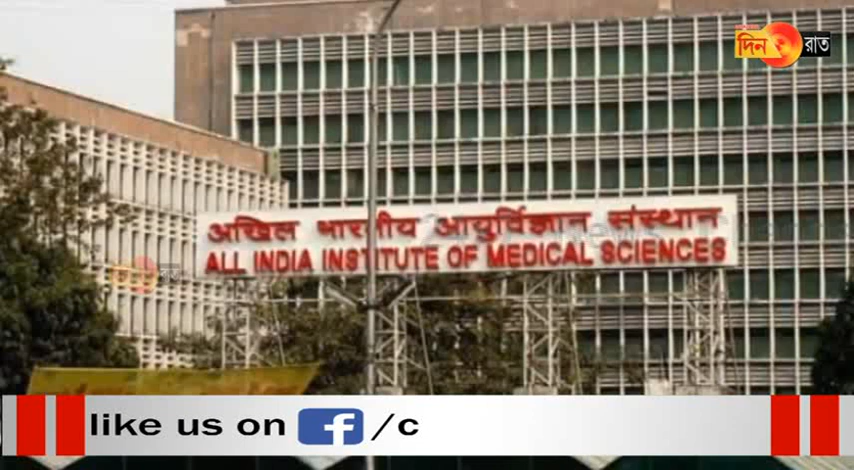 দিন রাত
अखिल भारतीय आयुर्विज्ञान संस्थान
ALL INDIA INSTITUTE OF MEDICAL SCIENCES
like us on f /c